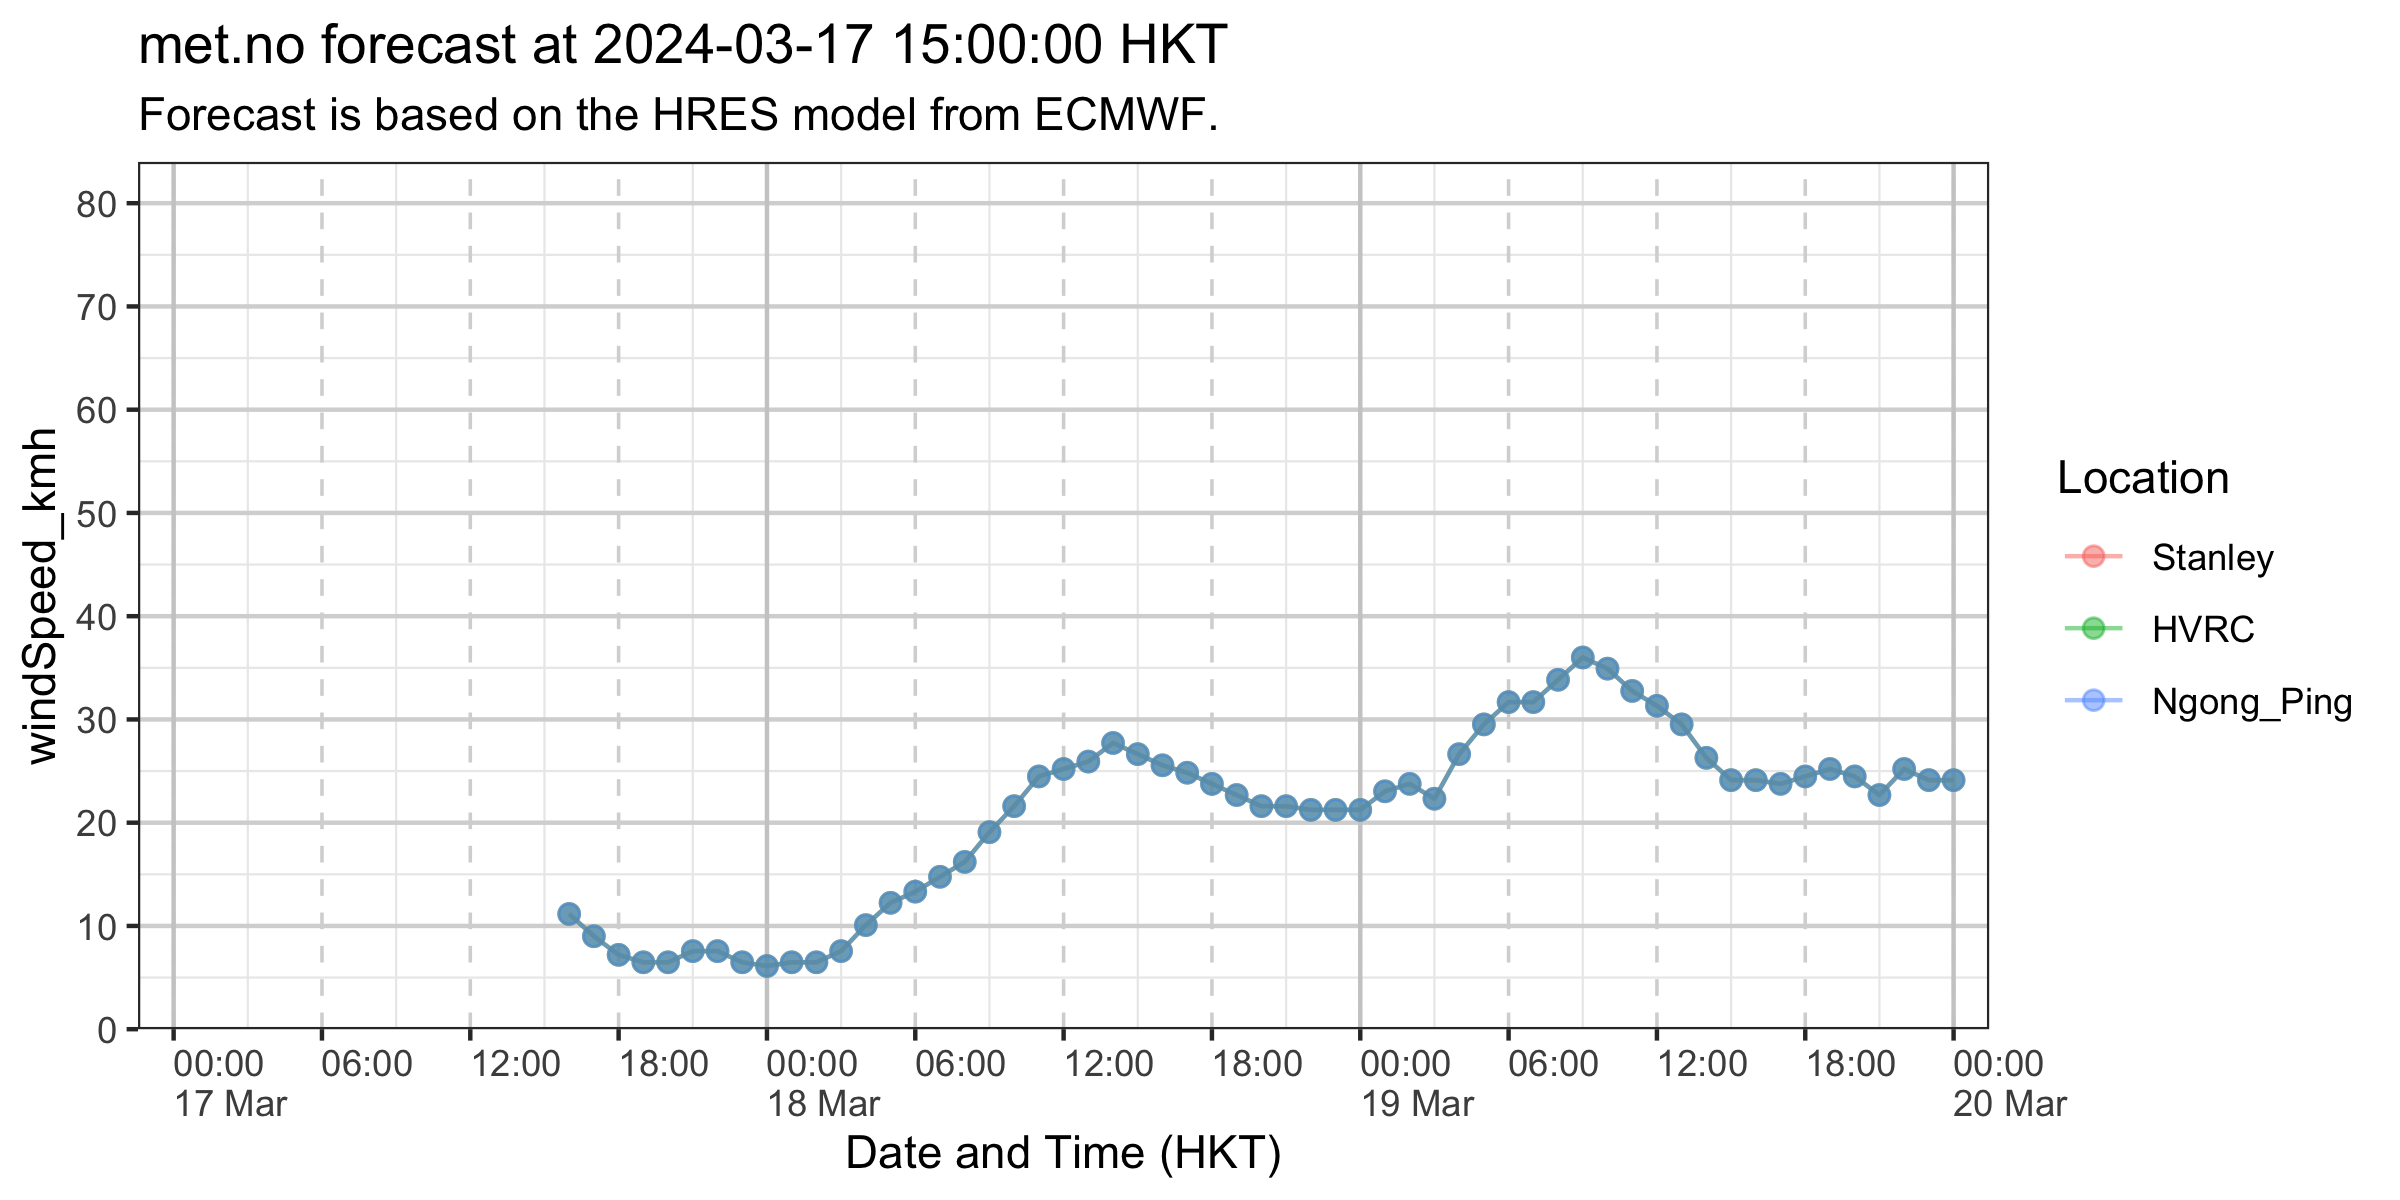 met.no forecast at 2024-03-17 15:00:00 HKT
Forecast is based on the HRES model from ECMWF.
windSpeed_kmh
80
70
60
50
40
30
20
10
0
00:00 06:00 12:00 18:00 00:00 06:00 12:00 18:00 00:00 06:00 12:00 18:00 00:00
17 Mar 18 Mar 19 Mar 20 Mar
Date and Time (HKT)
Location
Stanley
HVRC
Ngong_Ping